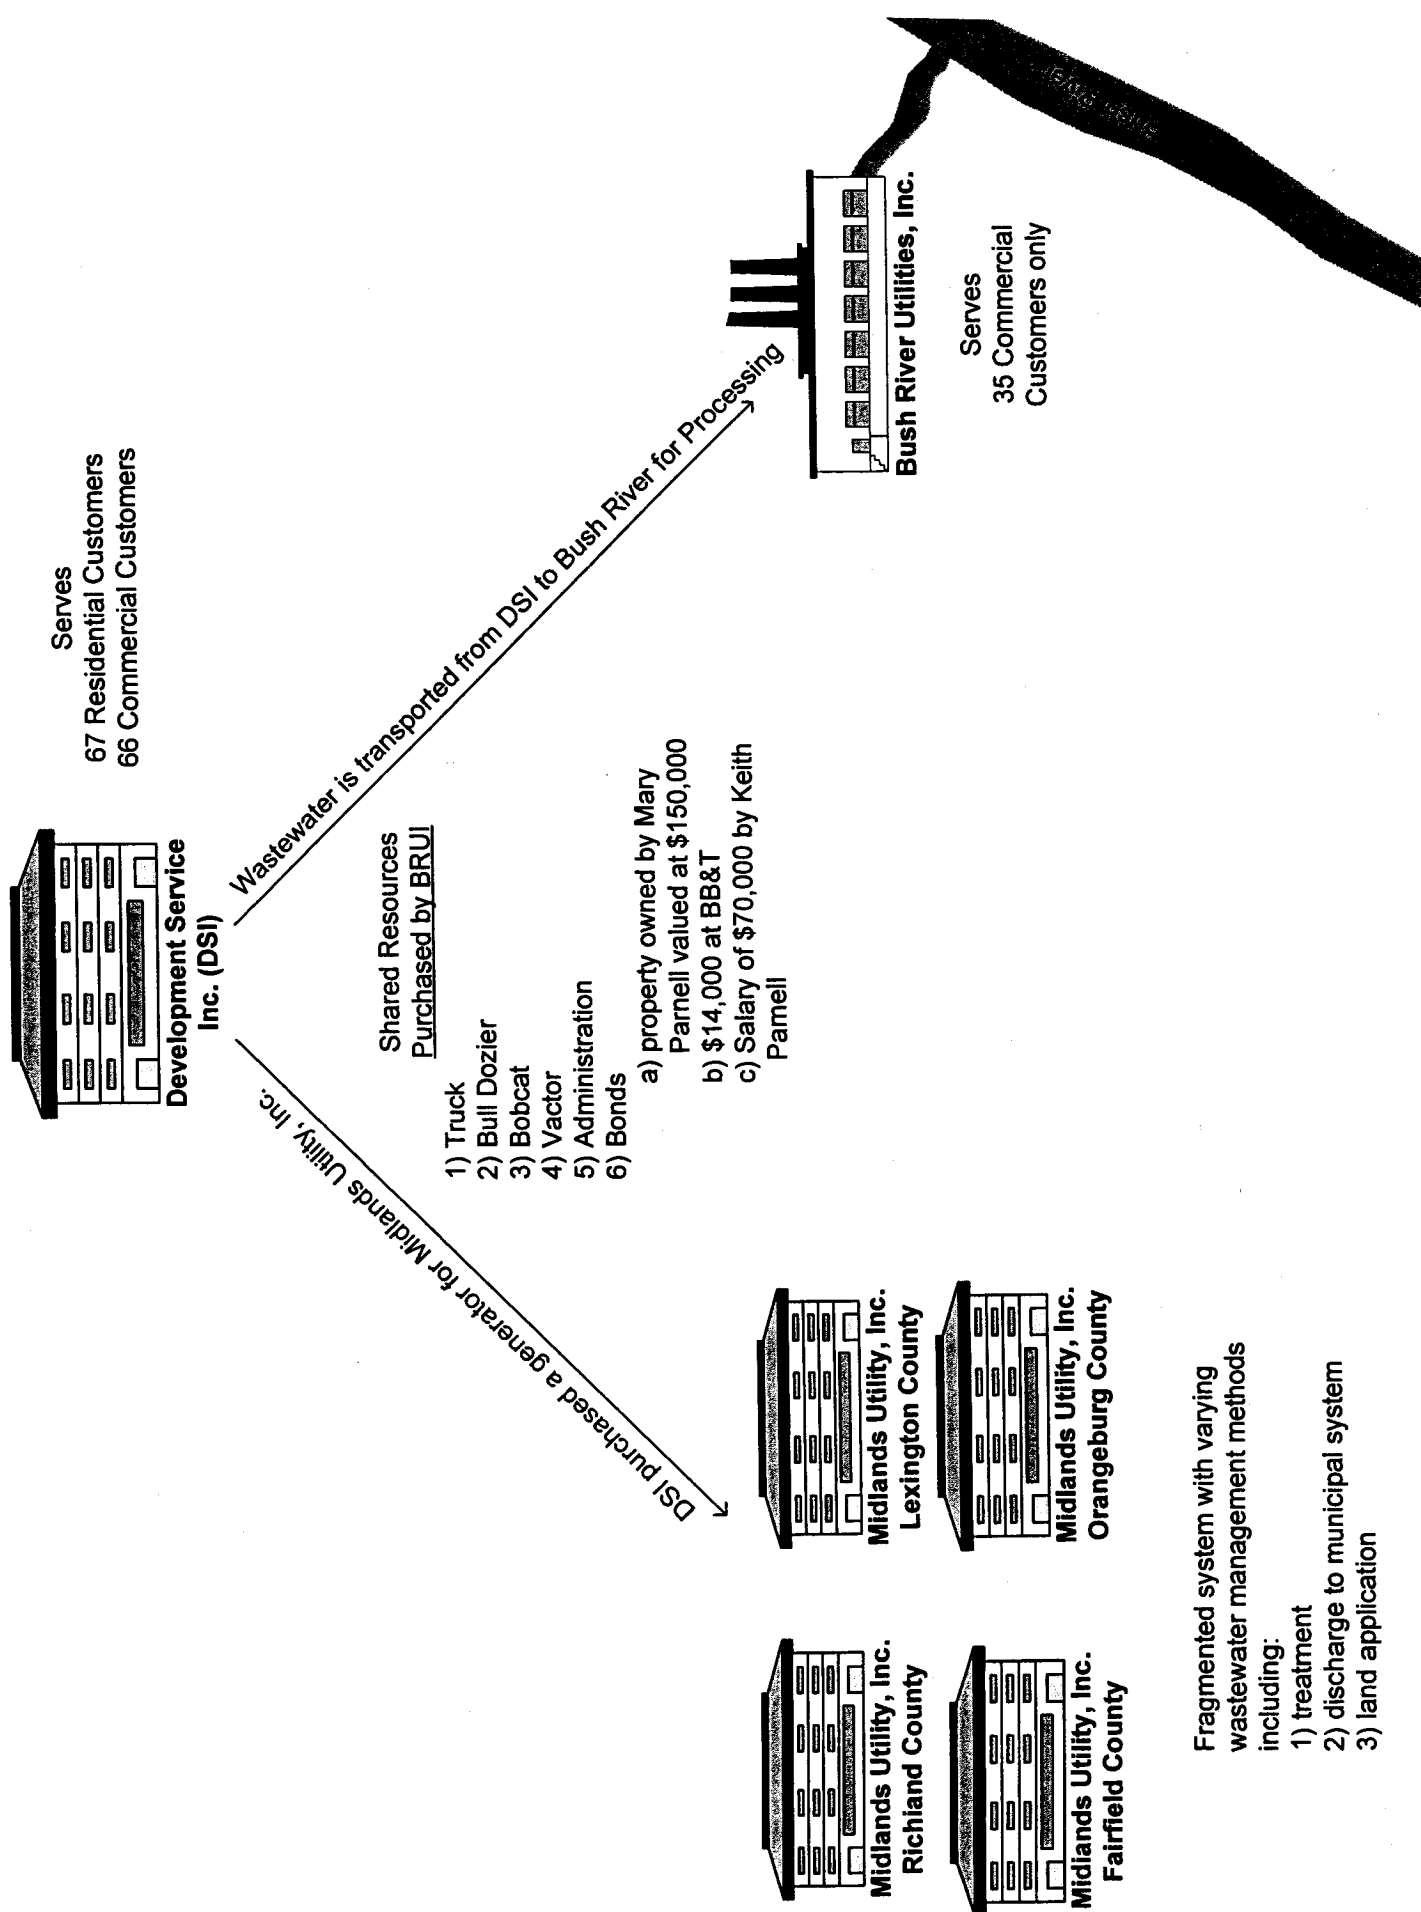 Development Service
Inc. (DSI)
Serves
67 Residential Customers
66 Commercial Customers
DSI purchased a generator for Midlands Utility, Inc.
Wastewater is transported from DSI to Bush River for Processing
Shared Resources
Purchased by BRUI
1) Truck
2) Bull Dozier
3) Bobcat
4) Vactor
5) Administration
6) Bonds
a) property owned by Mary
Parnell valued at $150,000
b) $14,000 at BB&T
c) Salary of $70,000 by Keith
Parnell
Midlands Utility, Inc.
Richland County
Midlands Utility, Inc.
Lexington County
Midlands Utility, Inc.
Fairfield County
Midlands Utility, Inc.
Orangeburg County
Bush River Utilities, Inc.
Serves
35 Commercial
Customers only
Fragmented system with varying
wastewater management methods
including:
1) treatment
2) discharge to municipal system
3) land application